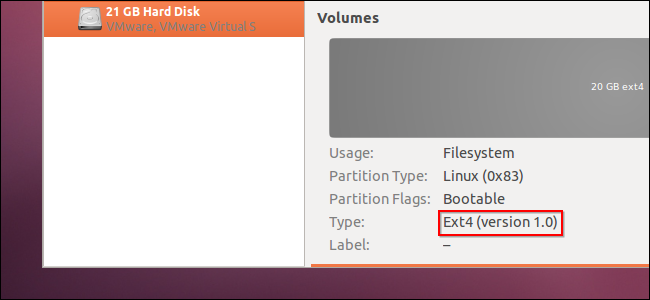 21 GB Hard Disk
VMware, VMware Virtual S
Volumes
20 GB ext4
Usage: Filesystem
Partition Type: Linux (0x83)
Partition Flags: Bootable
Type: Ext4 (version 1.0)
Label: –